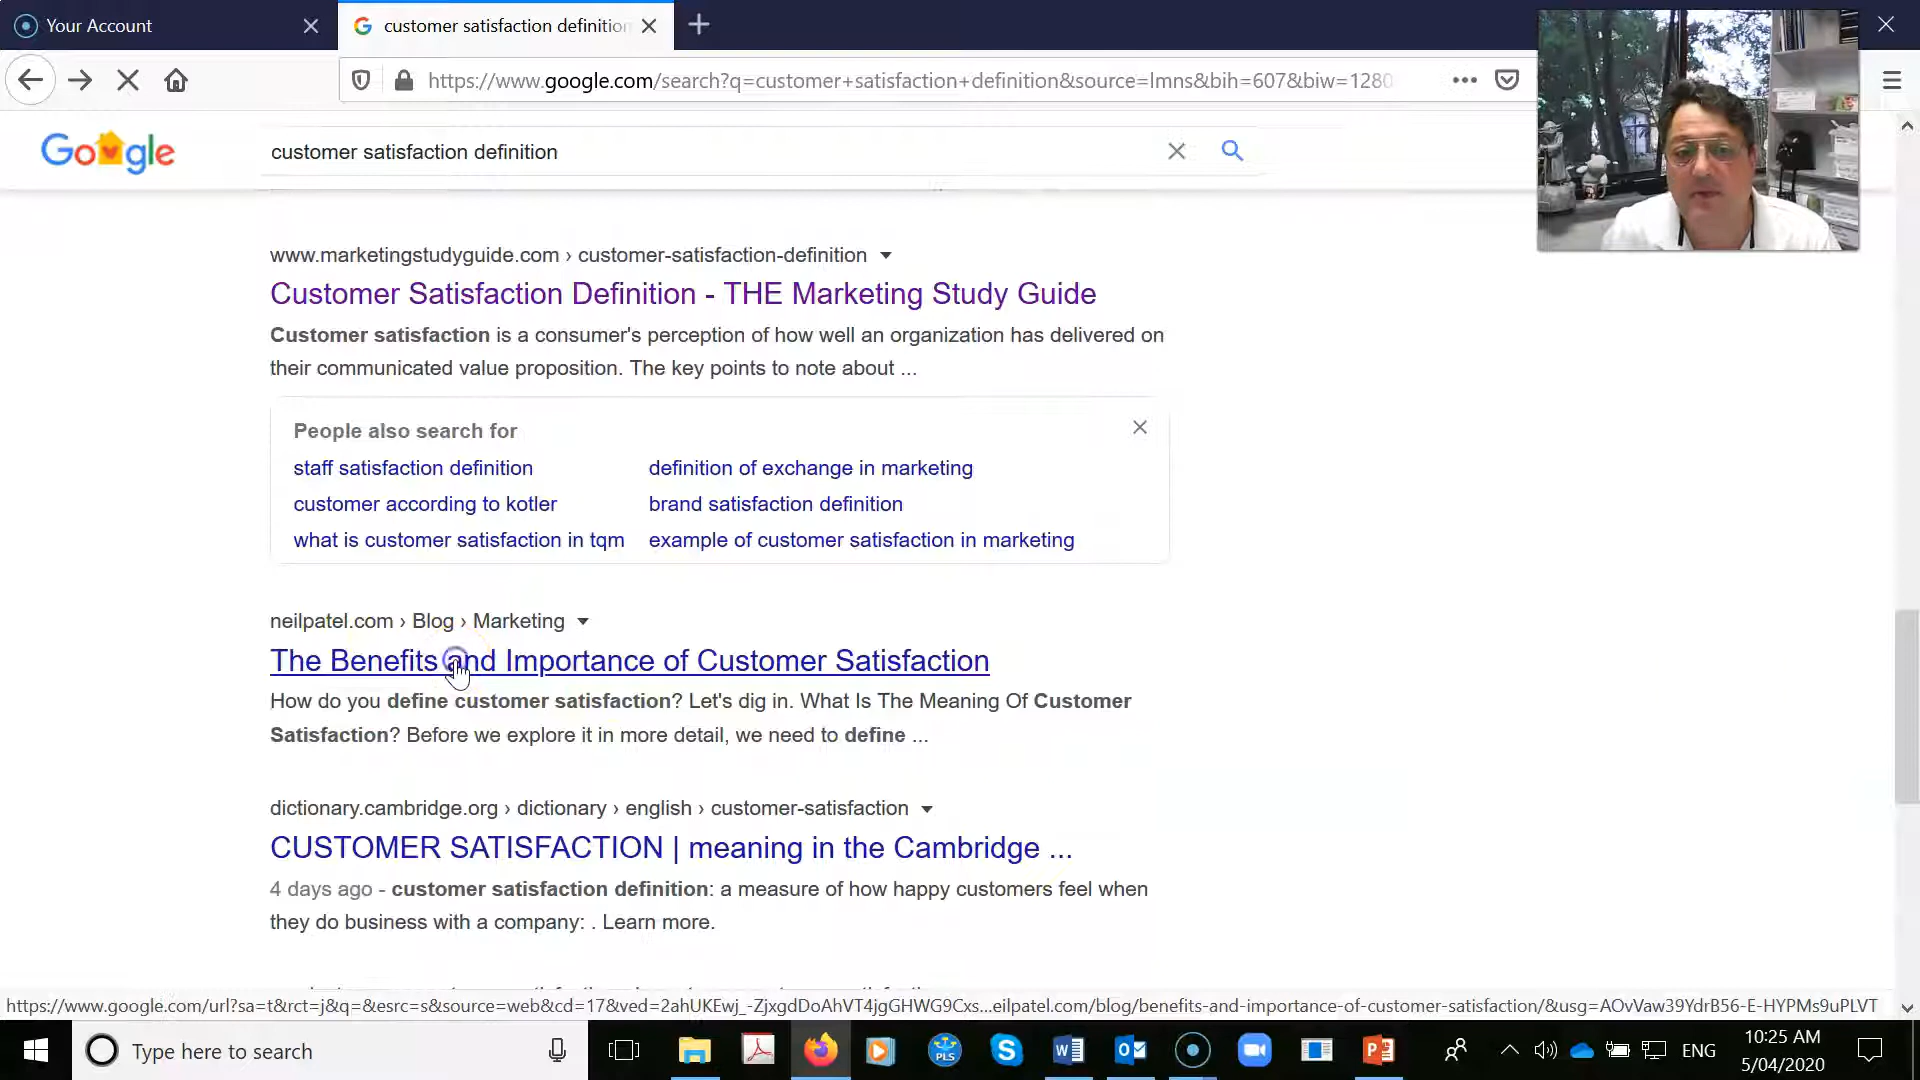 Your Account
customer satisfaction definition
https://www.google.com/search?q=customer+satisfaction+definition&source=lmns&bih=607&biw=1280
Google
customer satisfaction definition
www.marketingstudyguide.com › customer-satisfaction-definition
Customer Satisfaction Definition - THE Marketing Study Guide
Customer satisfaction is a consumer's perception of how well an organization has delivered on
their communicated value proposition. The key points to note about ...
People also search for
staff satisfaction definition
definition of exchange in marketing
customer according to kotler
brand satisfaction definition
what is customer satisfaction in tqm
example of customer satisfaction in marketing
neilpatel.com › Blog › Marketing
The Benefits and Importance of Customer Satisfaction
How do you define customer satisfaction? Let's dig in. What Is The Meaning Of Customer
Satisfaction? Before we explore it in more detail, we need to define ...
dictionary.cambridge.org › dictionary › english › customer-satisfaction
CUSTOMER SATISFACTION | meaning in the Cambridge ...
4 days ago - customer satisfaction definition: a measure of how happy customers feel when
they do business with a company: . Learn more.
https://www.google.com/url?sa=t&rct=j&q=&esrc=s&source=web&cd=17&ved=2ahUKEwj_-ZjxgdDoAhVT4jgGHWG9Cxs...eilpatel.com/blog/benefits-and-importance-of-customer-satisfaction/&usg=AOvVaw39YdrB56-E-HYPMs9uPLVT
Type here to search
PLS
ENG
10:25 AM
5/04/2020